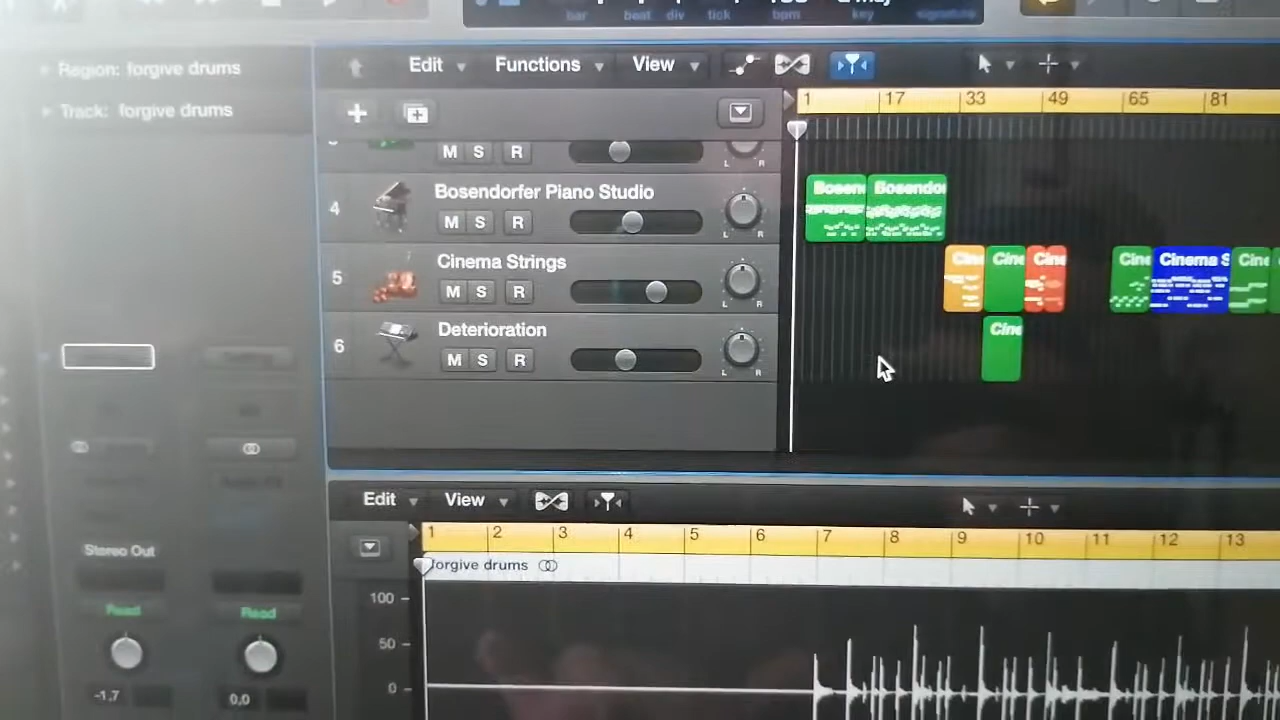 bar beat div tick bpm key signature
Region: forgive drums
Track: forgive drums
Edit Functions View
1 17 33 49 65 81
M S R
L R
4 Bosendorfer Piano Studio
M S R
L R
Bosen Bosendor
5 Cinema Strings
M S R
L R
Cine Cine Cine Cine Cinema S Cine
6 Deterioration
M S R
L R
Cine
Edit View
1 2 3 4 5 6 7 8 9 10 11 12 13
forgive drums
100
50
0
Stereo Out
Read Read
-1,7 0,0